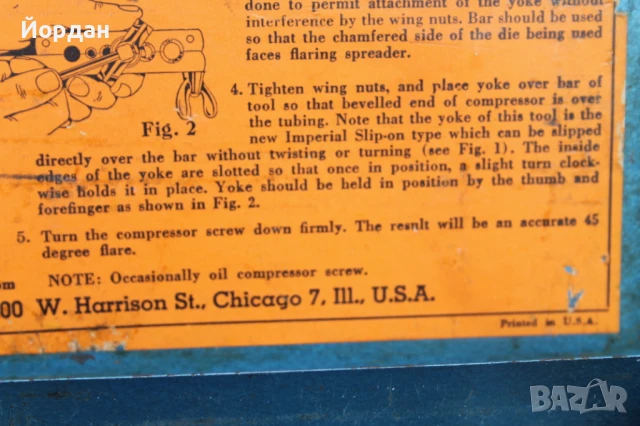 Йордан
done to permit attachment of the yoke without
interference by the wing nuts. Bar should be used
so that the chamfered side of the die being used
faces flaring spreader.
4. Tighten wing nuts, and place yoke over bar of
tool so that bevelled end of compressor is over
the tubing. Note that the yoke of this tool is the
new Imperial Slip-on type which can be slipped
directly over the bar without twisting or turning (see Fig. 1). The inside
edges of the yoke are slotted so that once in position, a slight turn clock-
wise holds it in place. Yoke should be held in position by the thumb and
forefinger as shown in Fig. 2.
Fig. 2
5. Turn the compressor screw down firmly. The result will be an accurate 45
degree flare.
om
NOTE: Occasionally oil compressor screw.
00 W. Harrison St., Chicago 7, Ill., U.S.A.
Printed in U.S.A.
BAZAR